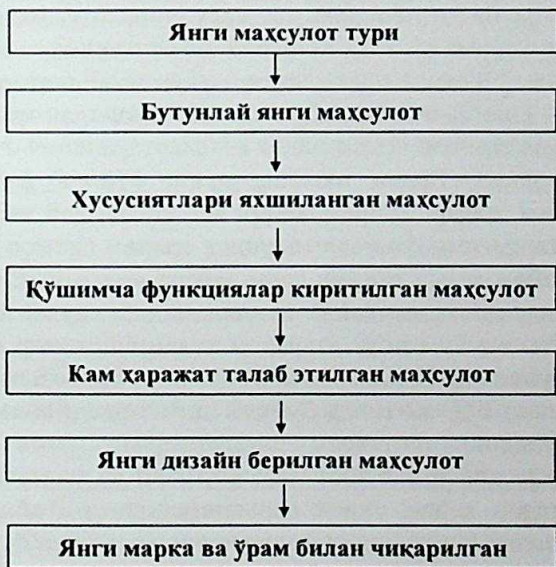 Янги маҳсулот тури
Бутунлай янги маҳсулот
Хусусиятлари яхшиланган маҳсулот
Қўшимча функциялар киритилган маҳсулот
Кам ҳаражат талаб этилган маҳсулот
Янги дизайн берилган маҳсулот
Янги марка ва ўрам билан чиқарилган